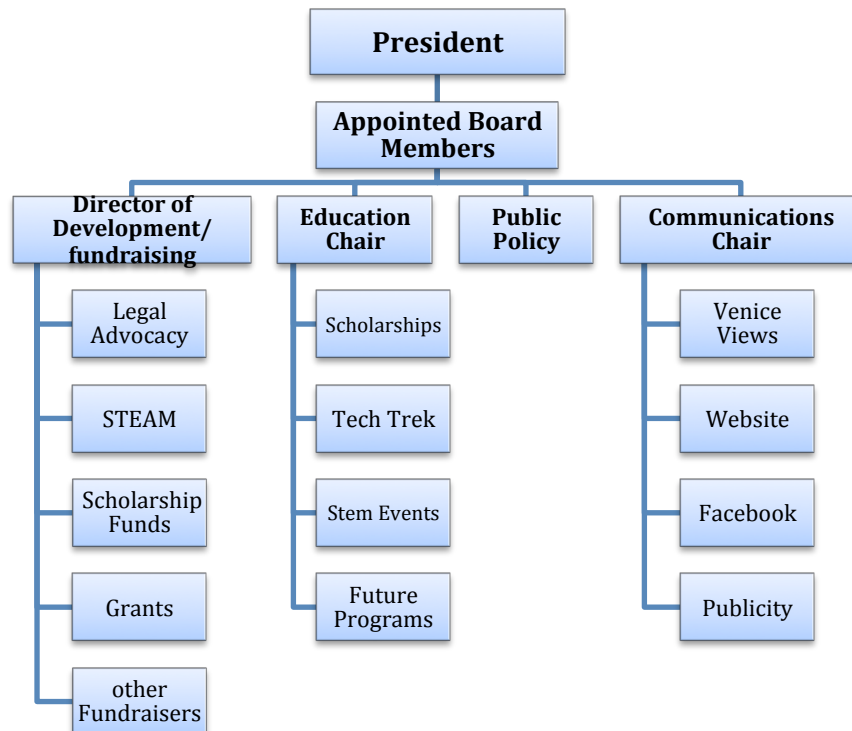 President
Appointed Board
Members
Director of
Development/
fundraising
Education
Chair
Public
Policy
Communications
Chair
Legal
Advocacy
STEAM
Scholarship
Funds
Grants
other
Fundraisers
Scholarships
Tech Trek
Stem Events
Future
Programs
Venice
Views
Website
Facebook
Publicity